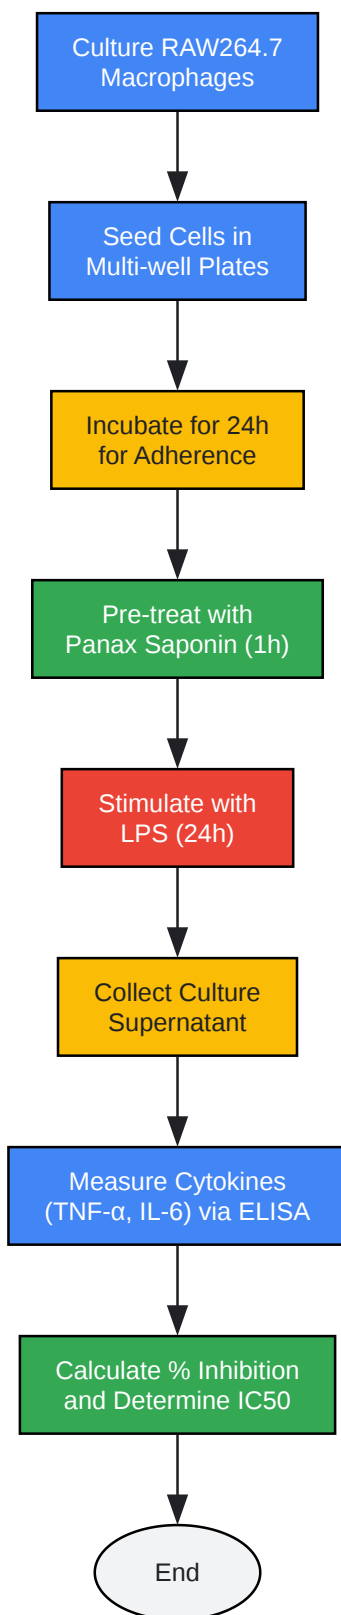 Culture RAW264.7
Macrophages
Seed Cells in
Multi-well Plates
Incubate for 24h
for Adherence
Pre-treat with
Panax Saponin (1h)
Stimulate with
LPS (24h)
Collect Culture
Supernatant
Measure Cytokines
(TNF-α, IL-6) via ELISA
Calculate % Inhibition
and Determine IC50
End